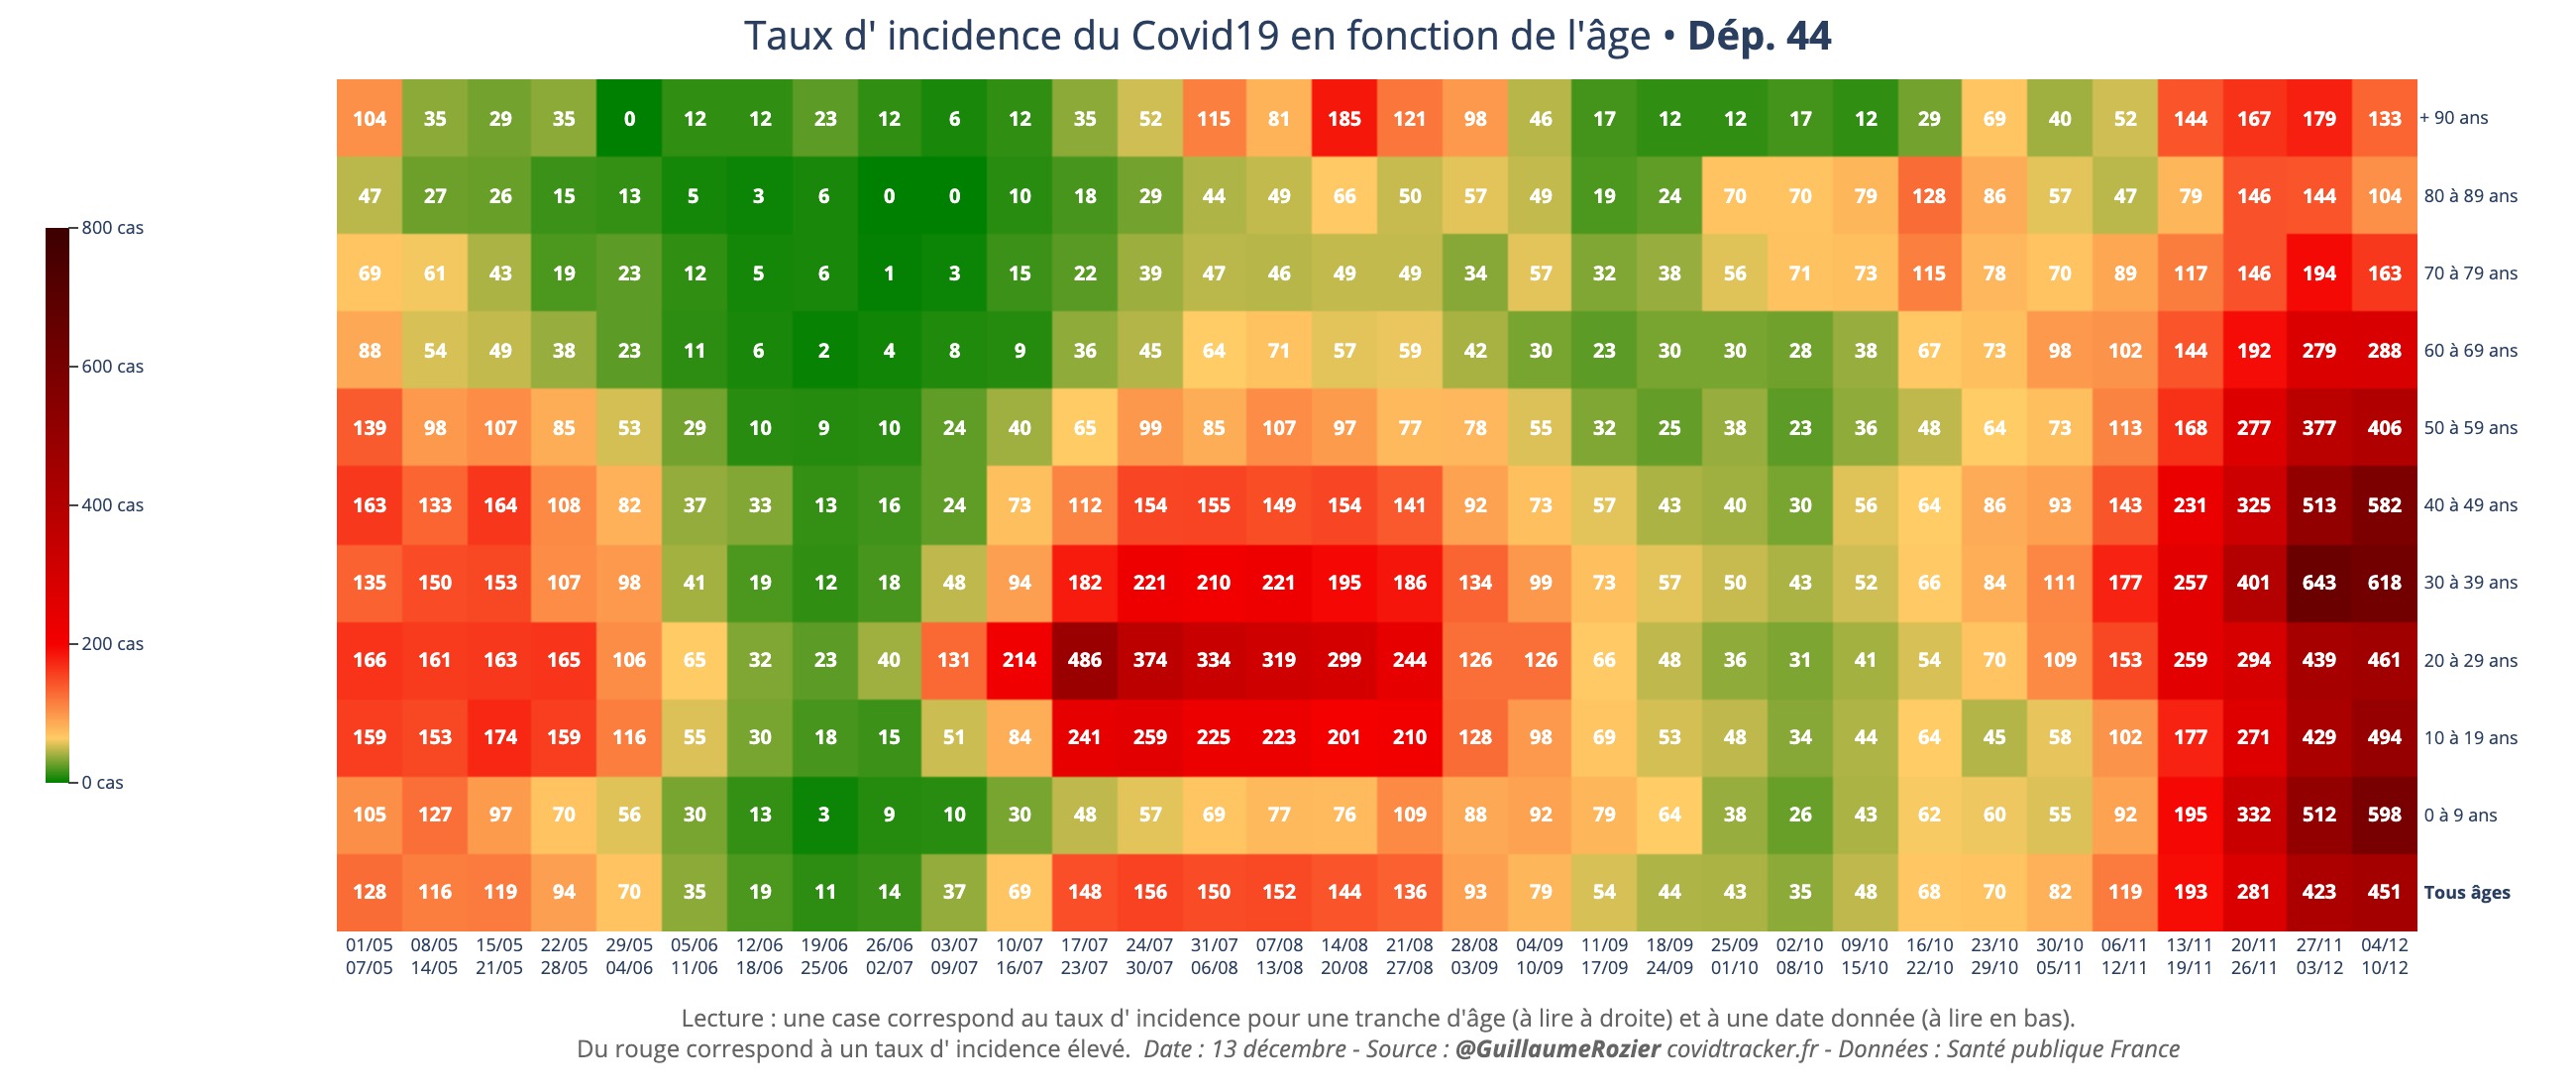 Taux d' incidence du Covid19 en fonction de l'âge • Dép. 44
800 cas
600 cas
400 cas
200 cas
0 cas
104 35 29 35 0 12 12 23 12 6 12 35 52 115 81 185 121 98 46 17 12 12 17 12 29 69 40 52 144 167 179 133 + 90 ans
47 27 26 15 13 5 3 6 0 0 10 18 29 44 49 66 50 57 49 19 24 70 70 79 128 86 57 47 79 146 144 104 80 à 89 ans
69 61 43 19 23 12 5 6 1 3 15 22 39 47 46 49 49 34 57 32 38 56 71 73 115 78 70 89 117 146 194 163 70 à 79 ans
88 54 49 38 23 11 6 2 4 8 9 36 45 64 71 57 59 42 30 23 30 30 28 38 67 73 98 102 144 192 279 288 60 à 69 ans
139 98 107 85 53 29 10 9 10 24 40 65 99 85 107 97 77 78 55 32 25 38 23 36 48 64 73 113 168 277 377 406 50 à 59 ans
163 133 164 108 82 37 33 13 16 24 73 112 154 155 149 154 141 92 73 57 43 40 30 56 64 86 93 143 231 325 513 582 40 à 49 ans
135 150 153 107 98 41 19 12 18 48 94 182 221 210 221 195 186 134 99 73 57 50 43 52 66 84 111 177 257 401 643 618 30 à 39 ans
166 161 163 165 106 65 32 23 40 131 214 486 374 334 319 299 244 126 126 66 48 36 31 41 54 70 109 153 259 294 439 461 20 à 29 ans
159 153 174 159 116 55 30 18 15 51 84 241 259 225 223 201 210 128 98 69 53 48 34 44 64 45 58 102 177 271 429 494 10 à 19 ans
105 127 97 70 56 30 13 3 9 10 30 48 57 69 77 76 109 88 92 79 64 38 26 43 62 60 55 92 195 332 512 598 0 à 9 ans
128 116 119 94 70 35 19 11 14 37 69 148 156 150 152 144 136 93 79 54 44 43 35 48 68 70 82 119 193 281 423 451 Tous âges
01/05 08/05 15/05 22/05 29/05 05/06 12/06 19/06 26/06 03/07 10/07 17/07 24/07 31/07 07/08 14/08 21/08 28/08 04/09 11/09 18/09 25/09 02/10 09/10 16/10 23/10 30/10 06/11 13/11 20/11 27/11 04/12
07/05 14/05 21/05 28/05 04/06 11/06 18/06 25/06 02/07 09/07 16/07 23/07 30/07 06/08 13/08 20/08 27/08 03/09 10/09 17/09 24/09 01/10 08/10 15/10 22/10 29/10 05/11 12/11 19/11 26/11 03/12 10/12
Lecture : une case correspond au taux d' incidence pour une tranche d'âge (à lire à droite) et à une date donnée (à lire en bas).
Du rouge correspond à un taux d' incidence élevé. Date : 13 décembre - Source : @GuillaumeRozier covidtracker.fr - Données : Santé publique France